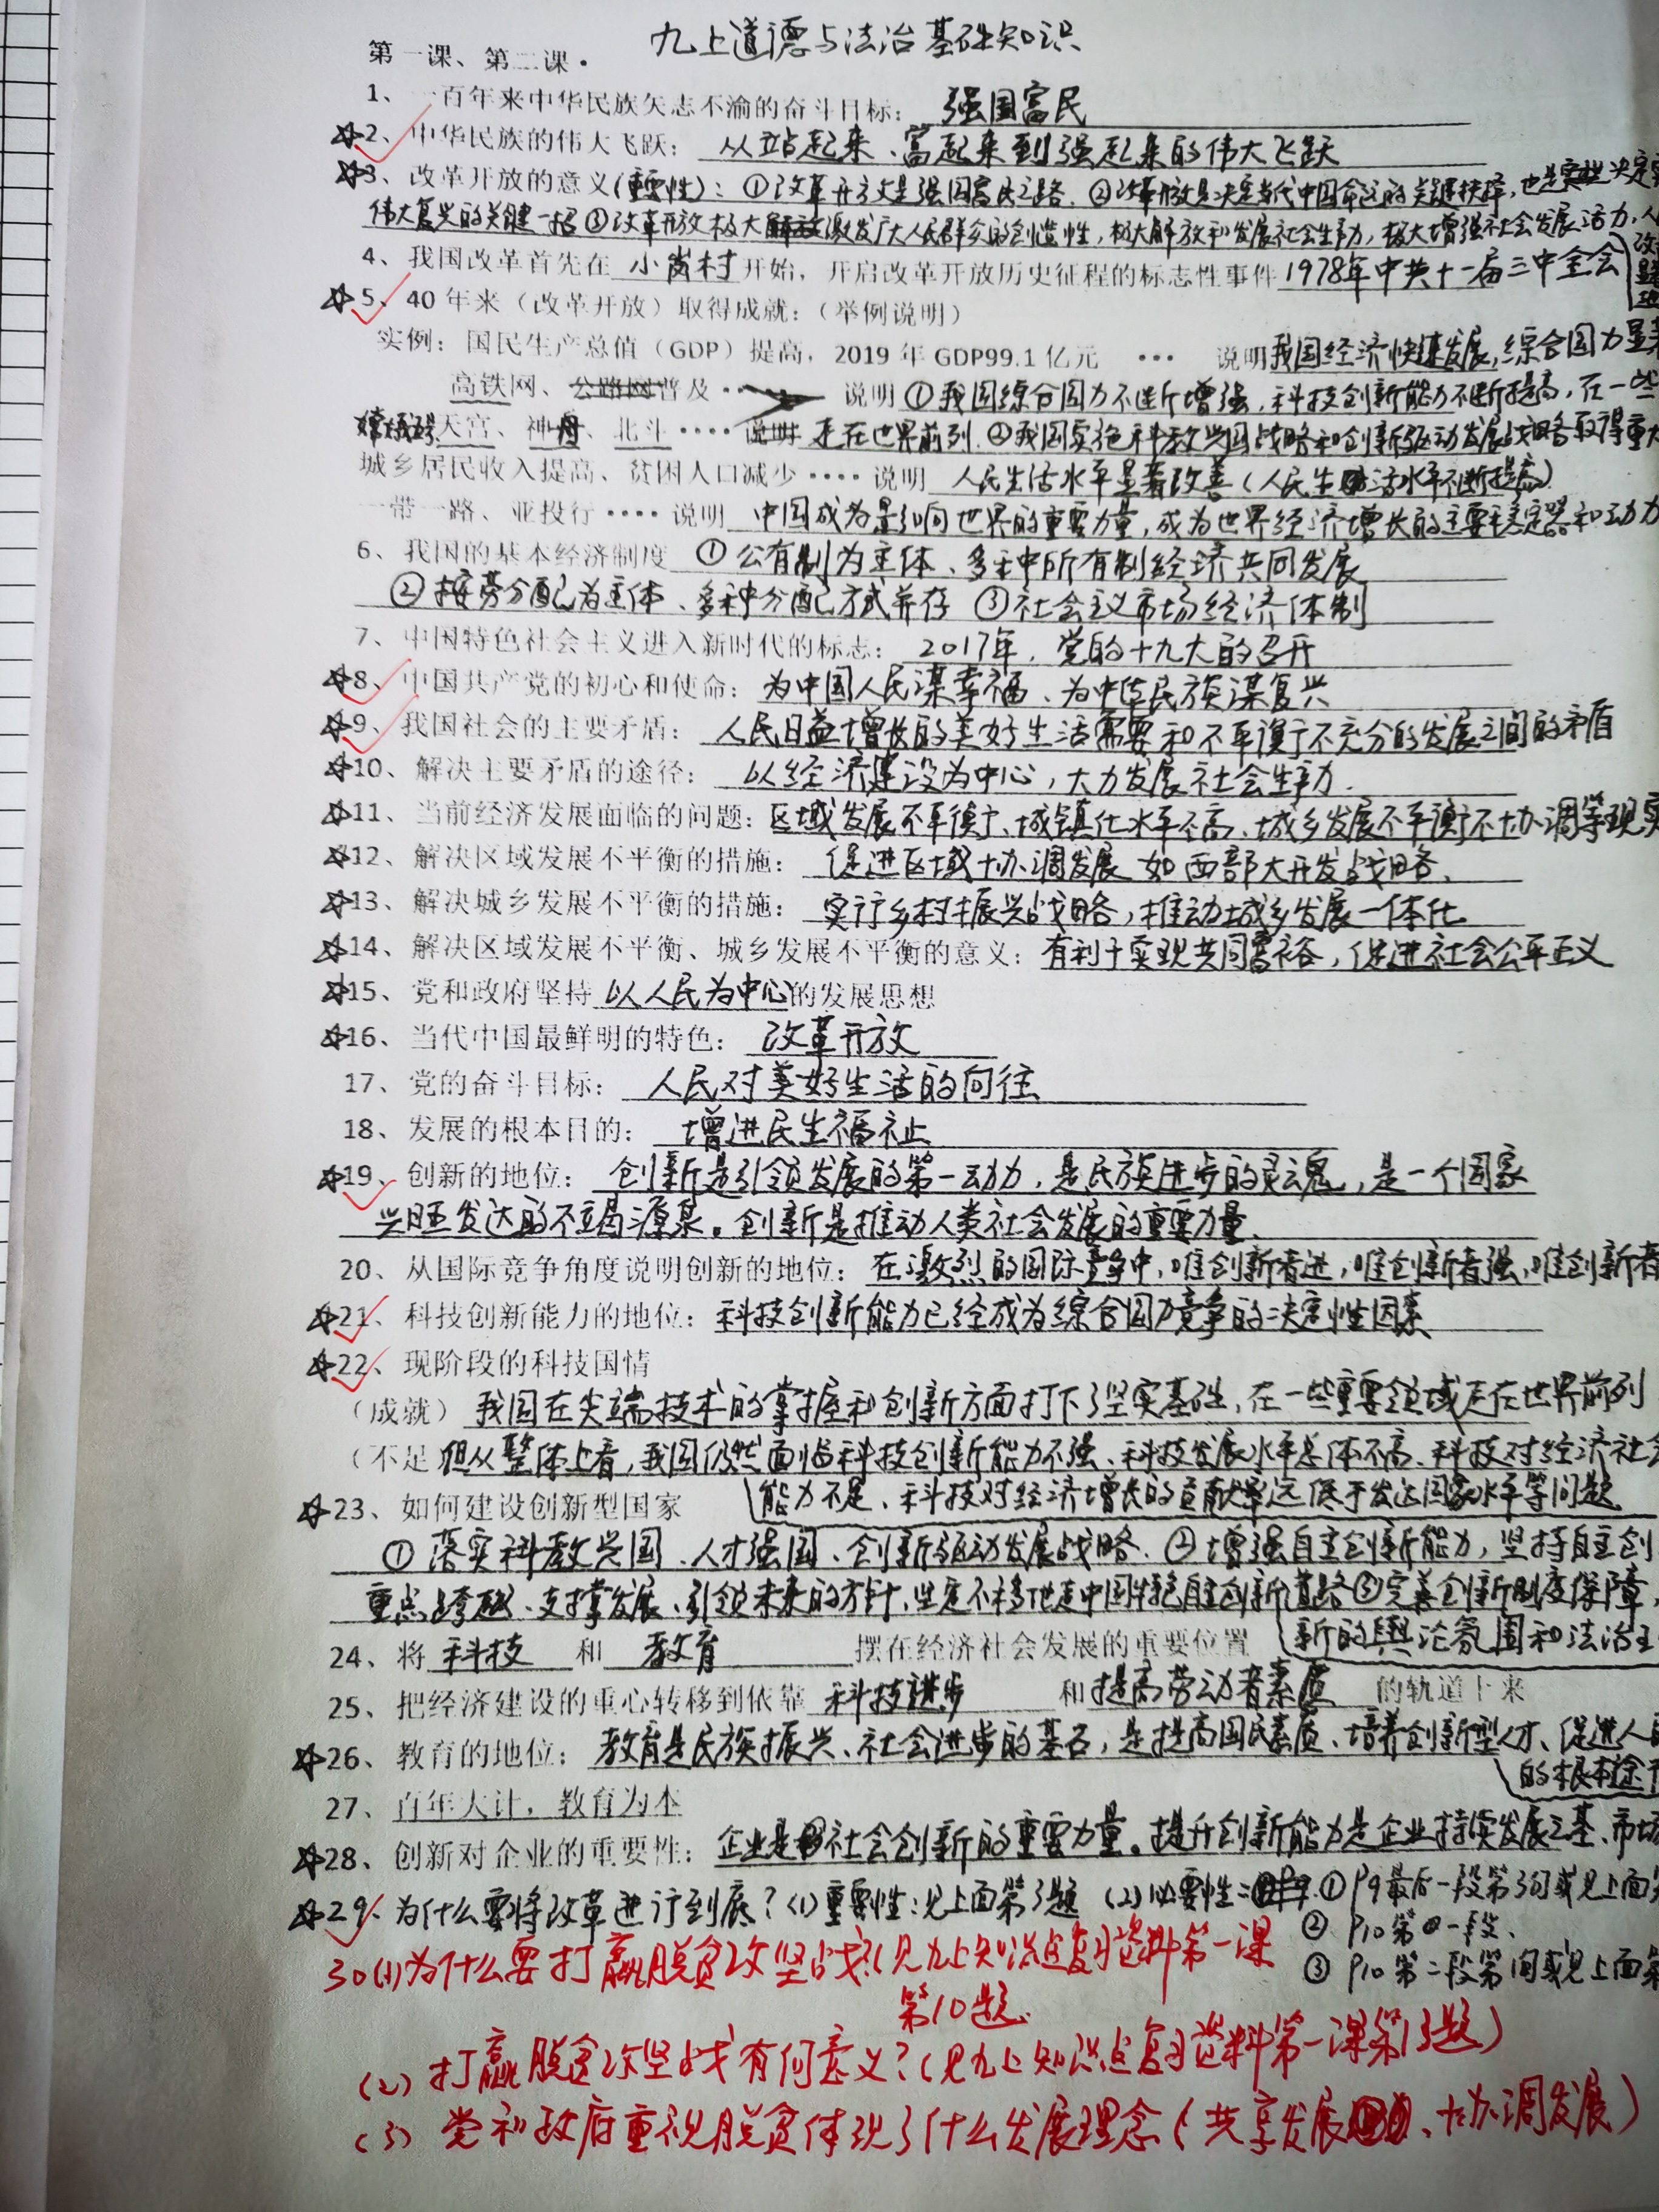 九上道德与法治基础知识
第一课、第二课.
1、一百年来中华民族矢志不渝的奋斗目标：强国富民
☆2、中华民族的伟大飞跃：从站起来、富起来到强起来的伟大飞跃
☆3、改革开放的意义(重要性)：①改革开放是强国富民之路。②改革开放是决定当代中国命运的关键抉择，也是实现决定
伟大复兴的关键一招③改革开放极大激发广大人民群众的创造性，极大解放和发展社会生产力，极大增强社会发展活力，人
4、我国改革首先在 小岗村 开始，开启改革开放历史征程的标志性事件1978年中共十一届三中全会
☆5、40年来（改革开放）取得成就：（举例说明）
实例：国民生产总值（GDP）提高，2019年GDP99.1亿元 … 说明我国经济快速发展,综合国力显著
高铁网、公路网普及…… 说明①我国综合国力不断增强,科技创新能力不断提高,在一些
嫦娥 天宫、神舟、北斗…… 说明 走在世界前列.②我国实施科教兴国战略和创新驱动发展战略取得重大
城乡居民收入提高、贫困人口减少…… 说明 人民生活水平显著改善(人民生活水平不断提高)
一带一路、亚投行…… 说明 中国成为影响世界的重要力量,成为世界经济增长的主要稳定器和动力
6、我国的基本经济制度 ①公有制为主体、多种所有制经济共同发展
②按劳分配为主体、多种分配方式并存 ③社会主义市场经济体制
7、中国特色社会主义进入新时代的标志：2017年,党的十九大的召开
☆8、中国共产党的初心和使命：为中国人民谋幸福、为中华民族谋复兴
☆9、我国社会的主要矛盾：人民日益增长的美好生活需要和不平衡不充分的发展之间的矛盾
☆10、解决主要矛盾的途径：以经济建设为中心,大力发展社会生产力.
☆11、当前经济发展面临的问题：区域发展不平衡、城镇化水平不高、城乡发展不平衡不协调等现实
☆12、解决区域发展不平衡的措施：促进区域协调发展 如西部大开发战略、
☆13、解决城乡发展不平衡的措施：实行乡村振兴战略,推动城乡发展一体化
☆14、解决区域发展不平衡、城乡发展不平衡的意义：有利于实现共同富裕,促进社会公平正义
☆15、党和政府坚持 以人民为中心 的发展思想
☆16、当代中国最鲜明的特色：改革开放
17、党的奋斗目标：人民对美好生活的向往
18、发展的根本目的：增进民生福祉
☆19、创新的地位：创新是引领发展的第一动力,是民族进步的灵魂,是一个国家
兴旺发达的不竭源泉。创新是推动人类社会发展的重要力量.
20、从国际竞争角度说明创新的地位：在激烈的国际竞争中,唯创新者进,唯创新者强,唯创新者
☆21、科技创新能力的地位：科技创新能力已经成为综合国力竞争的决定性因素
☆22、现阶段的科技国情
（成就）我国在尖端技术的掌握和创新方面打下了坚实基础,在一些重要领域走在世界前列
（不足 但从整体上看,我国仍然面临科技创新能力不强、科技发展水平总体不高、科技对经济社会
能力不足、科技对经济增长的贡献率远低于发达国家水平等问题
☆23、如何建设创新型国家
①落实科教兴国、人才强国、创新驱动发展战略.②增强自主创新能力,坚持自主创
重点跨越、支撑发展、引领未来的方针,坚定不移地走中国特色自主创新道路③完善创新制度保障,
新的舆论氛围和法治
24、将 科技 和 教育 摆在经济社会发展的重要位置
25、把经济建设的重心转移到依靠 科技进步 和提高劳动者素质 的轨道上来
☆26、教育的地位：教育是民族振兴、社会进步的基石,是提高国民素质、培养创新型人才、促进人的
的根本途
27、百年大计，教育为本
☆28、创新对企业的重要性：企业是社会创新的重要力量。提升创新能力是企业持续发展之基、市场
☆29、为什么要将改革进行到底?(1)重要性:见上面第3题 (2)必要性:①P9最后一段第3句或见上面
②P10第一段、
③P10第二段第 句或见上面第
30(1)为什么要打赢脱贫攻坚战?(见九上知识点复习资料第一课
第10题.
(2)打赢脱贫攻坚战有何意义?(见九上知识点复习资料第一课第13题)
(3)党和政府重视脱贫体现了什么发展理念(共享发展、协调发展)